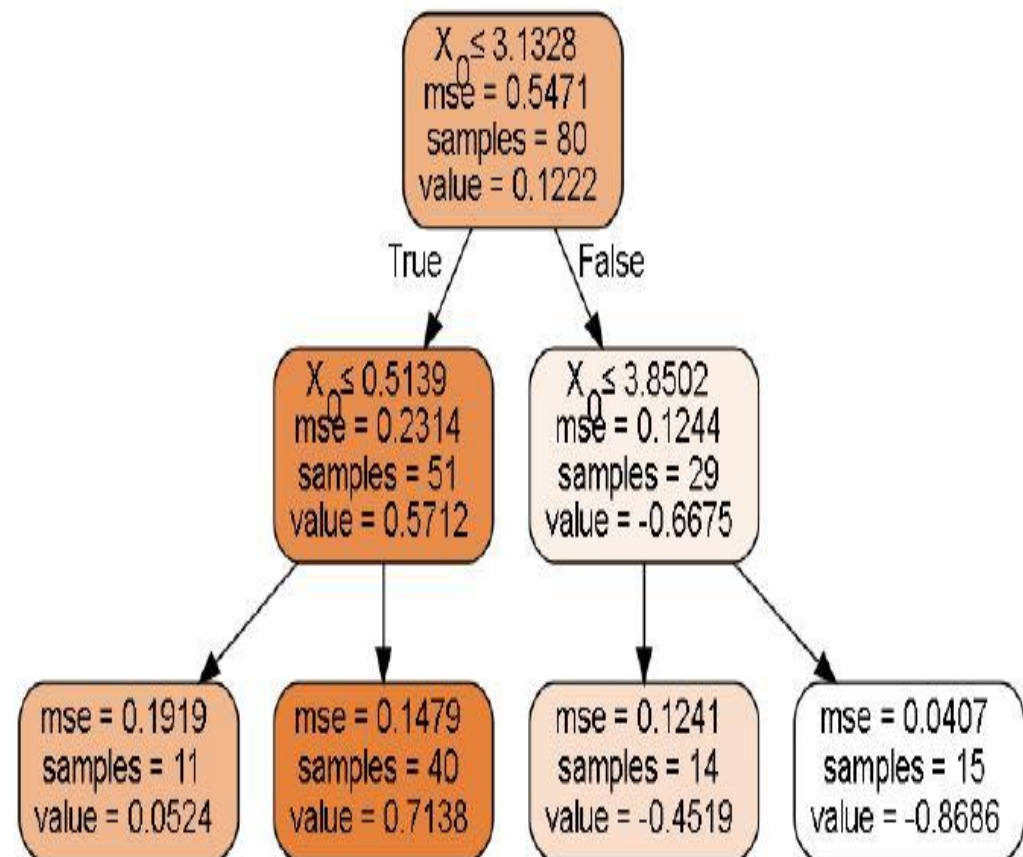 X₀ ≤ 3.1328
mse = 0.5471
samples = 80
value = 0.1222
True
False
X₀ ≤ 0.5139
mse = 0.2314
samples = 51
value = 0.5712
X₀ ≤ 3.8502
mse = 0.1244
samples = 29
value = -0.6675
mse = 0.1919
samples = 11
value = 0.0524
mse = 0.1479
samples = 40
value = 0.7138
mse = 0.1241
samples = 14
value = -0.4519
mse = 0.0407
samples = 15
value = -0.8686